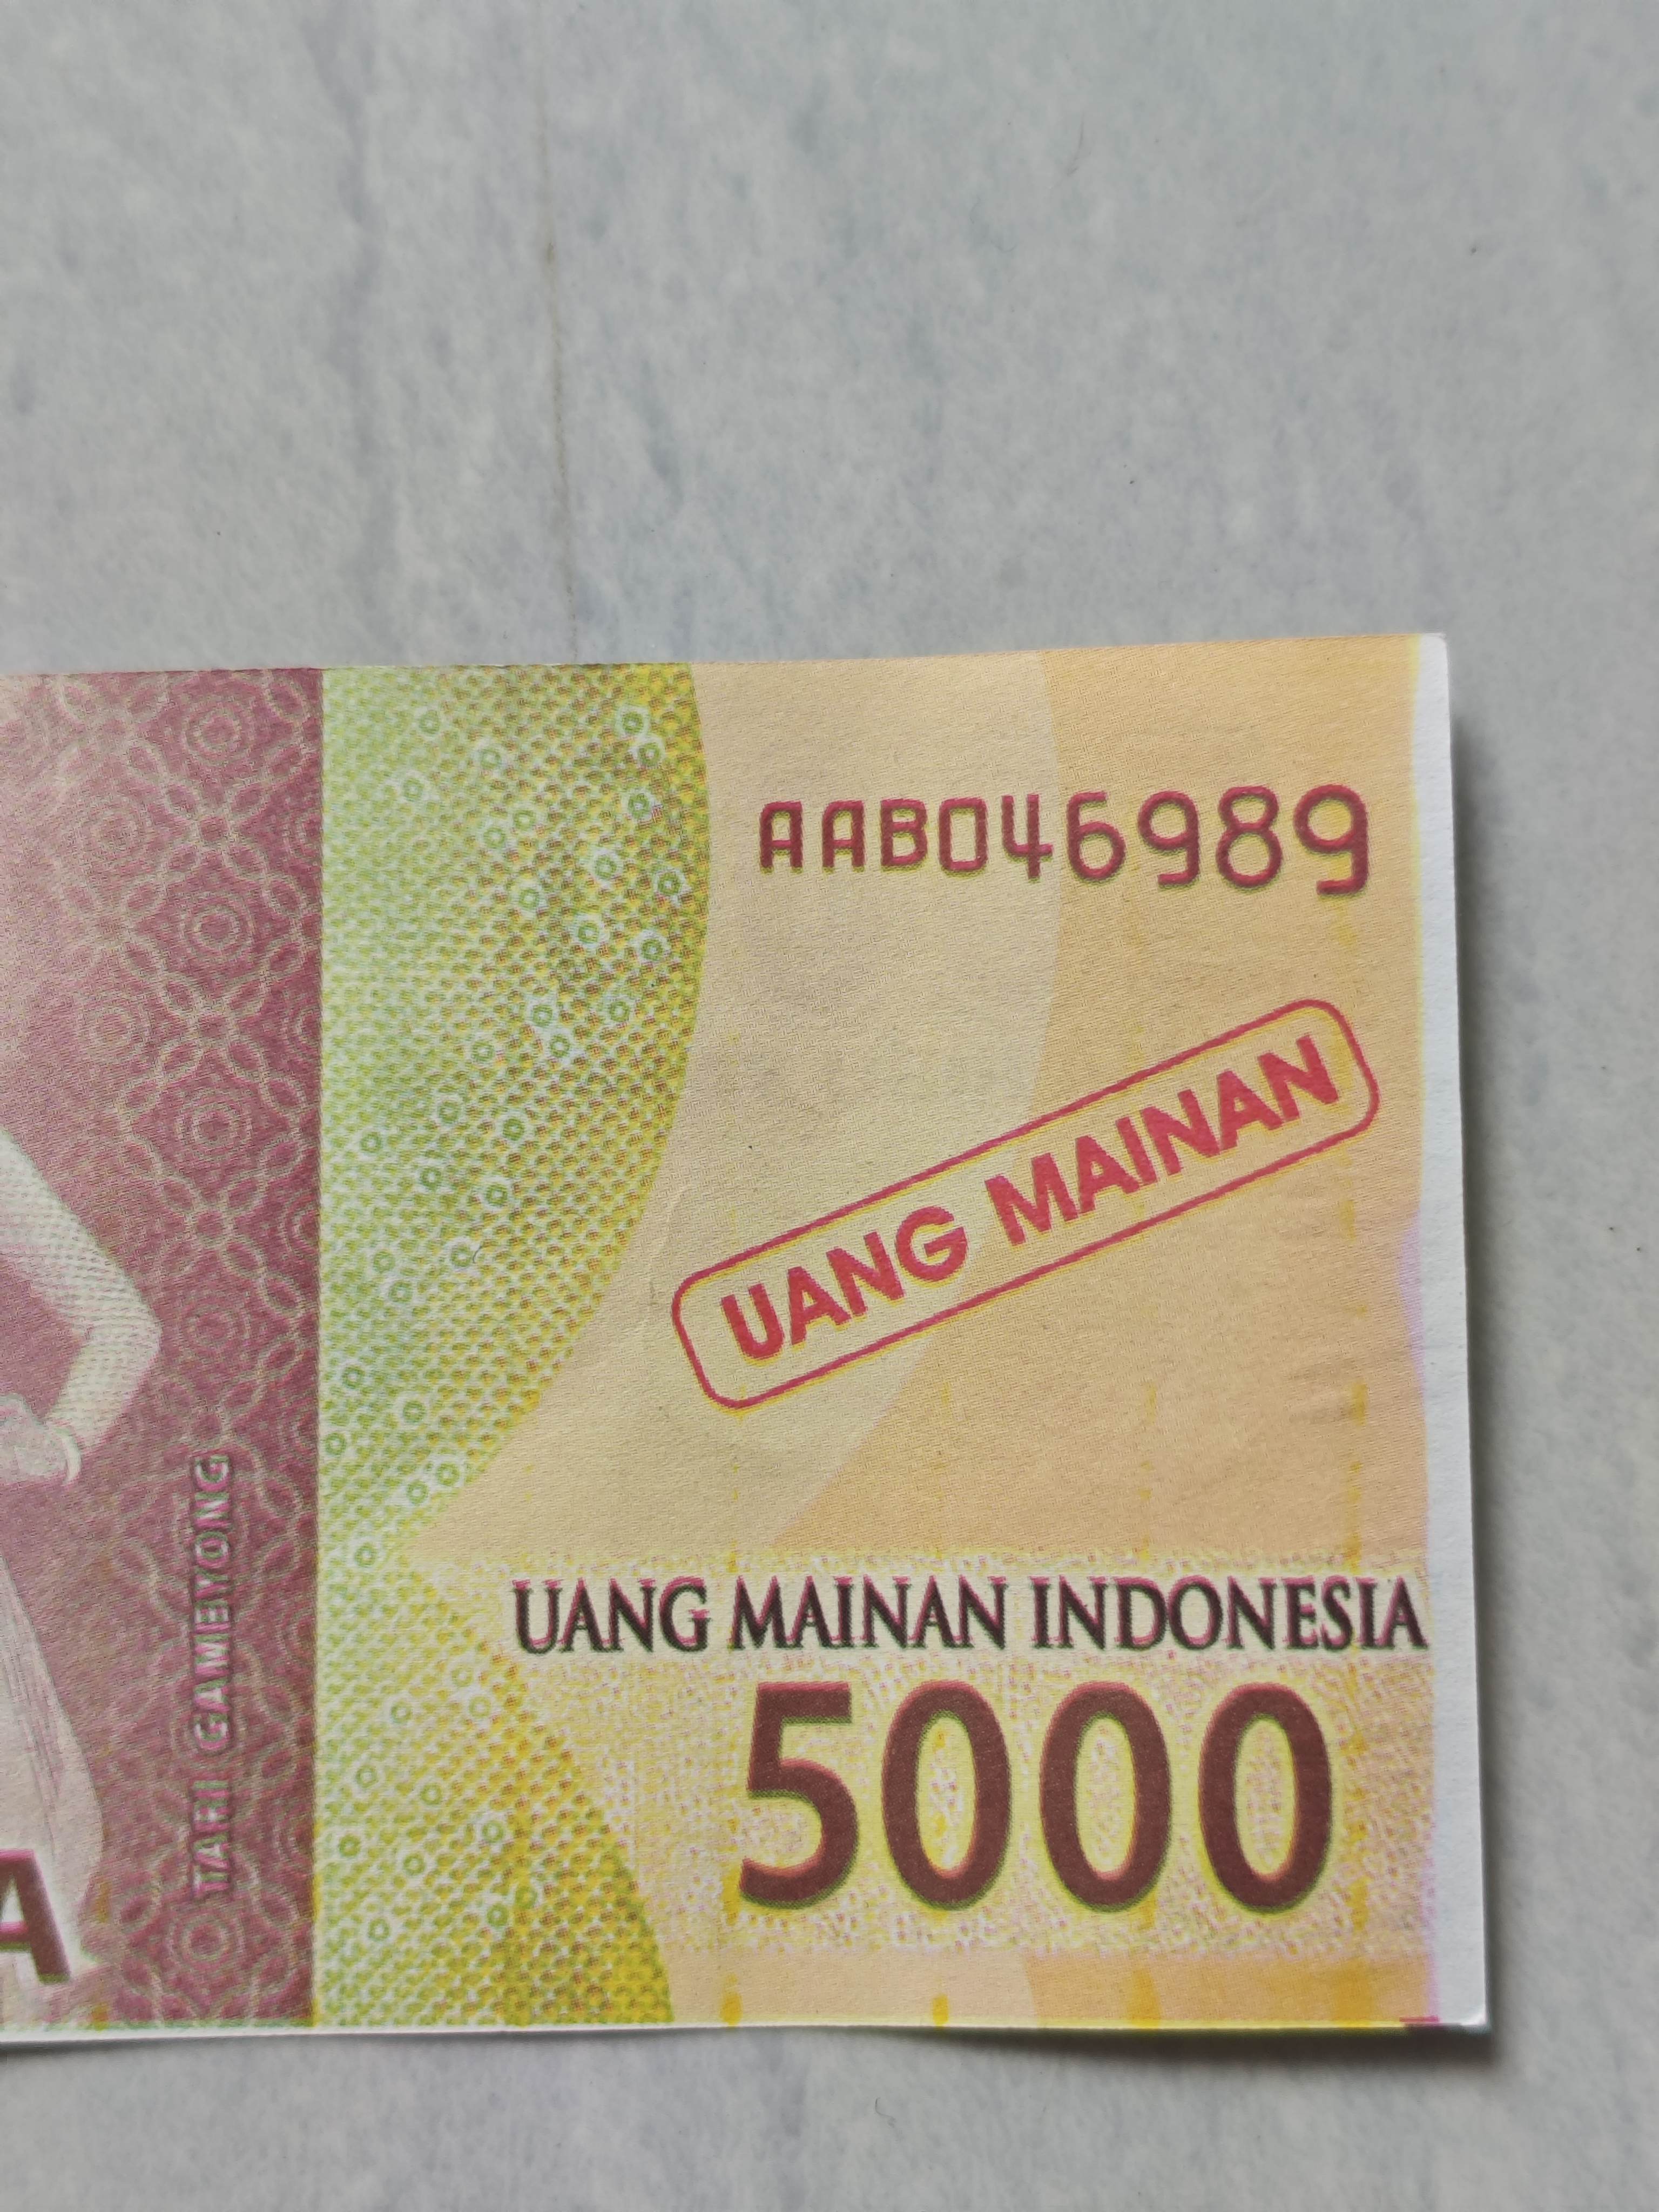 AAB046989
UANG MAINAN
TARI GAMBYONG
UANG MAINAN INDONESIA
5000
A